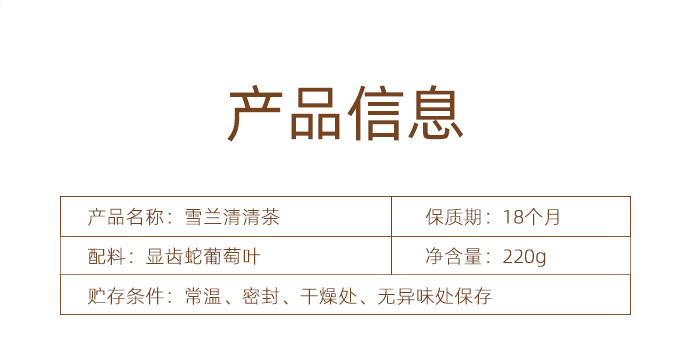 产品信息
产品名称：雪兰清清茶 保质期：18个月
配料：显齿蛇葡萄叶 净含量：220g
贮存条件：常温、密封、干燥处、无异味处保存